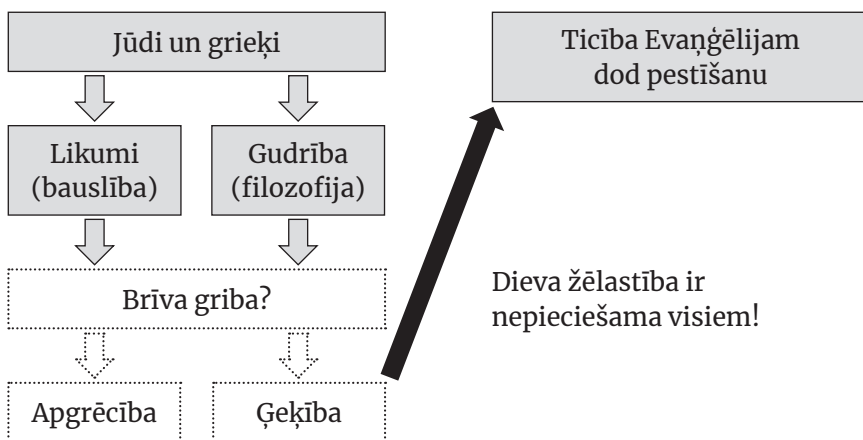 Jūdi un grieķi
Ticība Evaņģēlijam
dod pestīšanu
Likumi
(bauslība)
Gudrība
(filozofija)
Brīva griba?
Dieva žēlastība ir
nepieciešama visiem!
Apgrēcība
Ģeķība